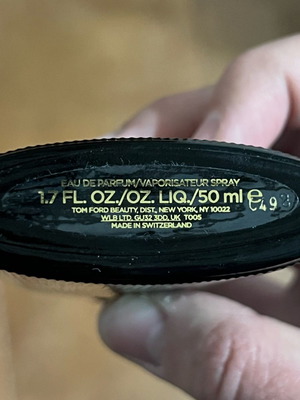 EAU DE PARFUM/VAPORISATEUR SPRAY
1.7 FL. OZ./OZ. LIQ./50 ml ℮
TOM FORD BEAUTY, DIST., NEW YORK, NY 10022
WLB LTD, GU32 3DD, UK T005
MADE IN SWITZERLAND